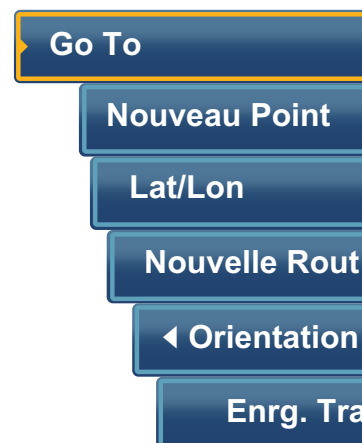 Go To
Nouveau Point
Lat/Lon
Nouvelle Rout
Orientation
Enrg. Tra